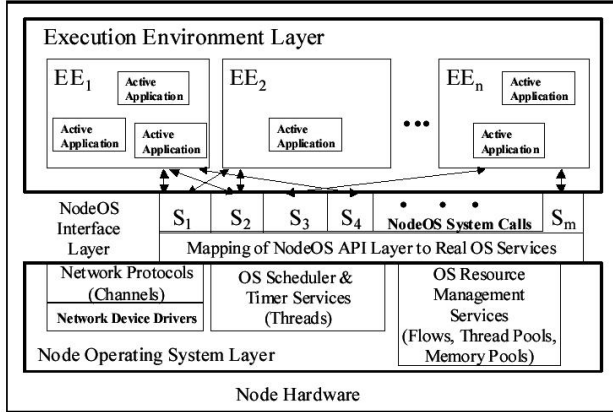 Execution Environment Layer
EE1
Active
Application
Active
Application
Active
Application
EE2
Active
Application
EEn
Active
Application
Active
Application
NodeOS
Interface
Layer
S1
S2
S3
S4
NodeOS System Calls
Sm
Mapping of NodeOS API Layer to Real OS Services
Network Protocols
(Channels)
Network Device Drivers
OS Scheduler &
Timer Services
(Threads)
OS Resource
Management
Services
(Flows, Thread Pools,
Memory Pools)
Node Operating System Layer
Node Hardware